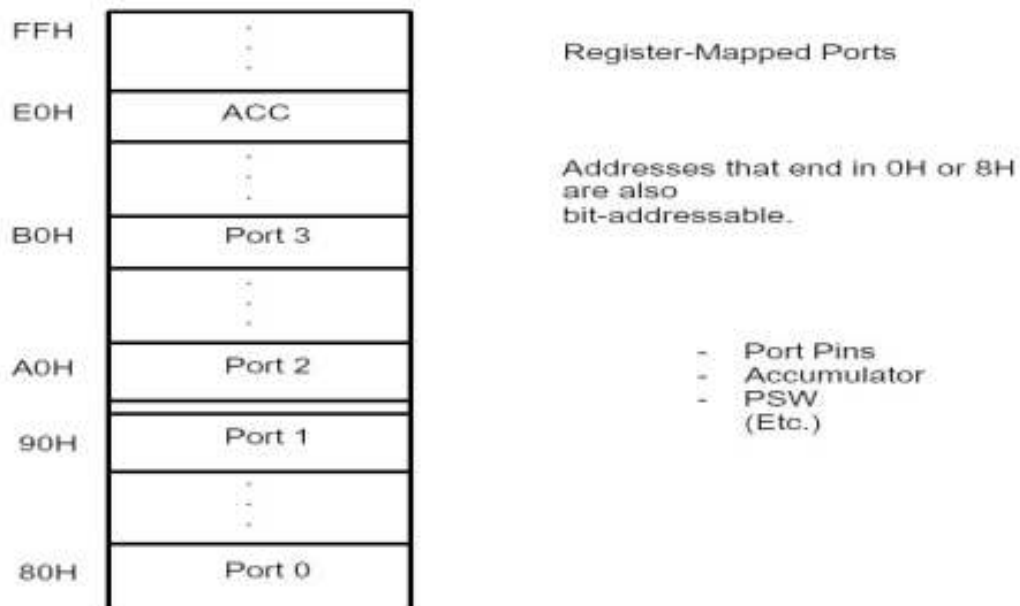 FFH
Register-Mapped Ports
E0H
ACC
Addresses that end in 0H or 8H
are also
bit-addressable.
B0H
Port 3
A0H
Port 2
- Port Pins
- Accumulator
- PSW
(Etc.)
90H
Port 1
80H
Port 0